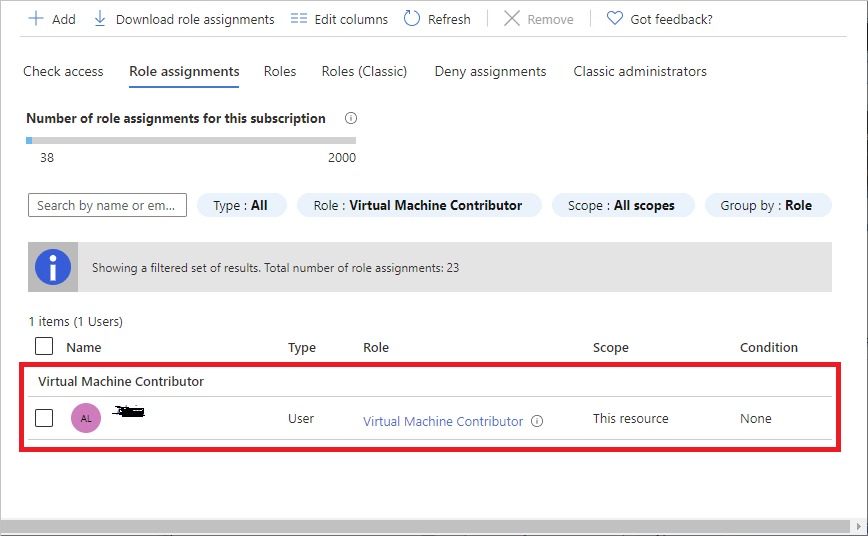 Add Download role assignments Edit columns Refresh Remove Got feedback?
Check access Role assignments Roles Roles (Classic) Deny assignments Classic administrators
Number of role assignments for this subscription
38 2000
Search by name or em... Type : All Role : Virtual Machine Contributor Scope : All scopes Group by : Role
Showing a filtered set of results. Total number of role assignments: 23
1 items (1 Users)
Name Type Role Scope Condition
Virtual Machine Contributor
AL User Virtual Machine Contributor This resource None